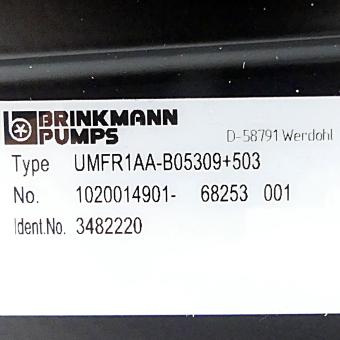 BRINKMANN
PUMPS
D-58791 Werdohl
Type UMFR1AA-B05309+503
No. 1020014901- 68253 001
Ident.No. 3482220